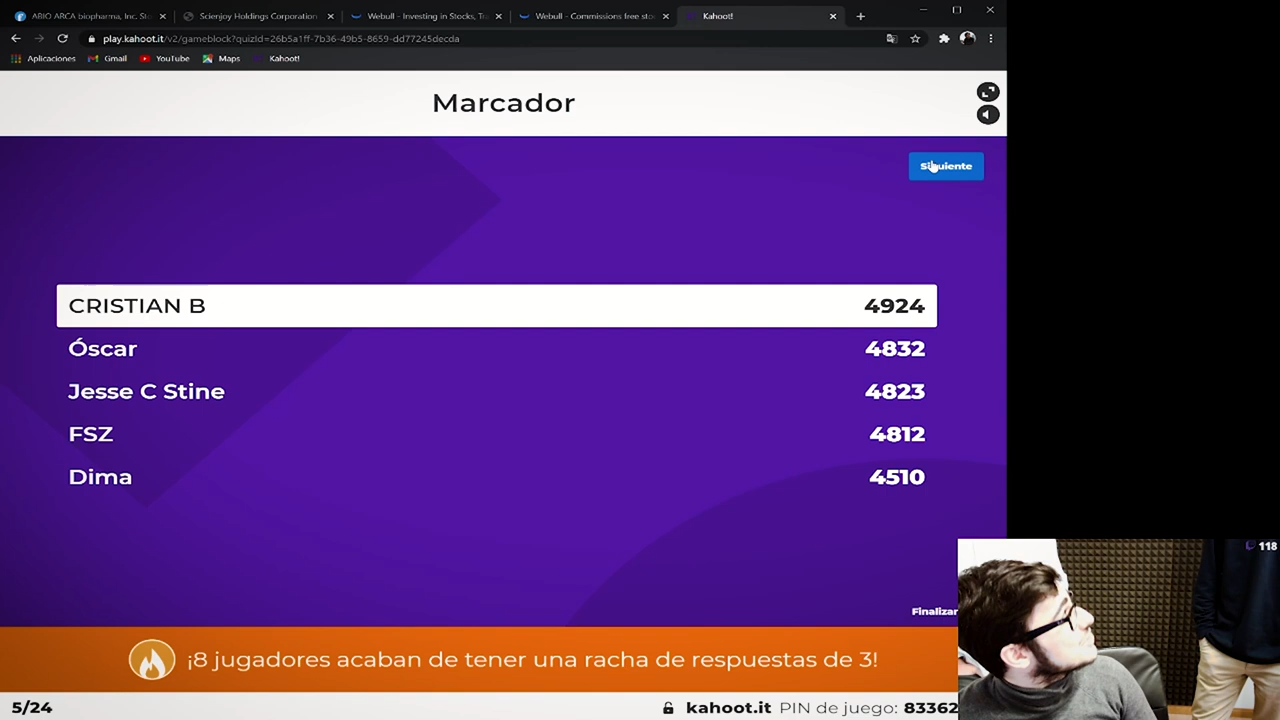 ABIO ARCA biopharma, Inc. Sto
Scienjoy Holdings Corporation
Webull - Investing in Stocks, Tra
Webull - Commissions free stoc
Kahoot!
play.kahoot.it/v2/gameblock?quizId=26b5a1ff-7b36-49b5-8659-dd77245decda
Aplicaciones
Gmail
YouTube
Maps
Kahoot!
Marcador
Siguiente
CRISTIAN B 4924
Óscar 4832
Jesse C Stine 4823
FSZ 4812
Dima 4510
118
Finalizar
¡8 jugadores acaban de tener una racha de respuestas de 3!
5/24
kahoot.it PIN de juego: 83362